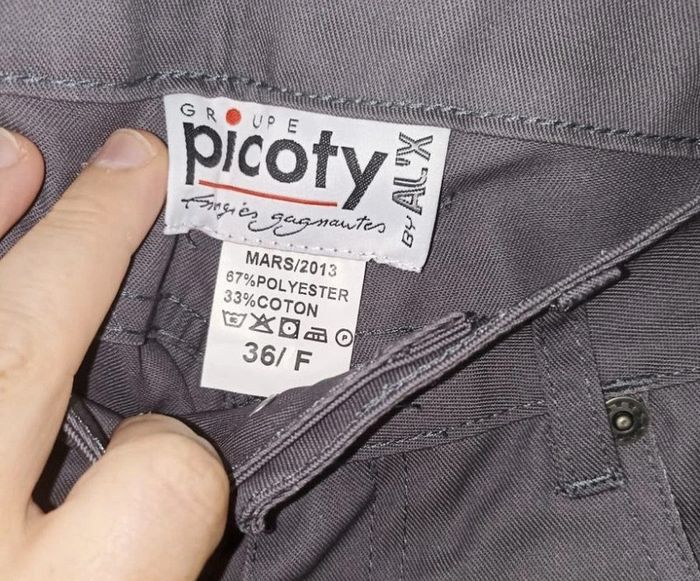 GROUPE
picoty
Énergies gagnantes
BY AL'X
MARS/2013
67%POLYESTER
33%COTON
P
36/ F